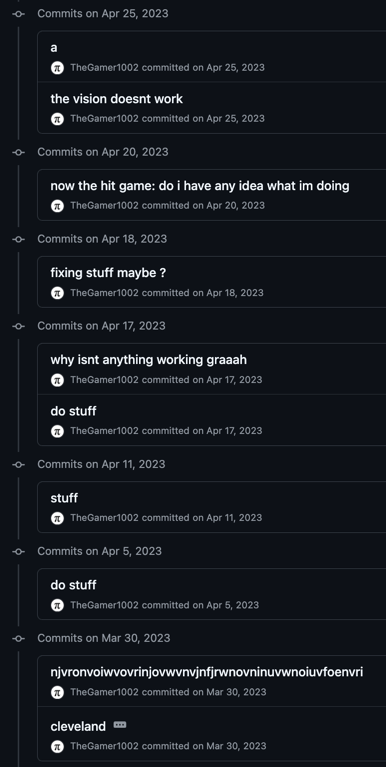 Commits on Apr 25, 2023
a
TheGamer1002 committed on Apr 25, 2023
the vision doesnt work
TheGamer1002 committed on Apr 25, 2023
Commits on Apr 20, 2023
now the hit game: do i have any idea what im doing
TheGamer1002 committed on Apr 20, 2023
Commits on Apr 18, 2023
fixing stuff maybe ?
TheGamer1002 committed on Apr 18, 2023
Commits on Apr 17, 2023
why isnt anything working graaah
TheGamer1002 committed on Apr 17, 2023
do stuff
TheGamer1002 committed on Apr 17, 2023
Commits on Apr 11, 2023
stuff
TheGamer1002 committed on Apr 11, 2023
Commits on Apr 5, 2023
do stuff
TheGamer1002 committed on Apr 5, 2023
Commits on Mar 30, 2023
njvronvoiwvovrinjovwvnvjnfjrwnovninuvwnoiuvfoenvri
TheGamer1002 committed on Mar 30, 2023
cleveland
TheGamer1002 committed on Mar 30, 2023